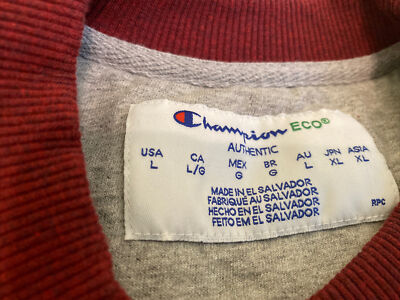 Champion ECO®
AUTHENTIC
USA CA MEX BR AU JPN ASIA
L L/G G G L XL XL
MADE IN EL SALVADOR
FABRIQUÉ AU SALVADOR
HECHO EN EL SALVADOR
FEITO EM EL SALVADOR
RPC